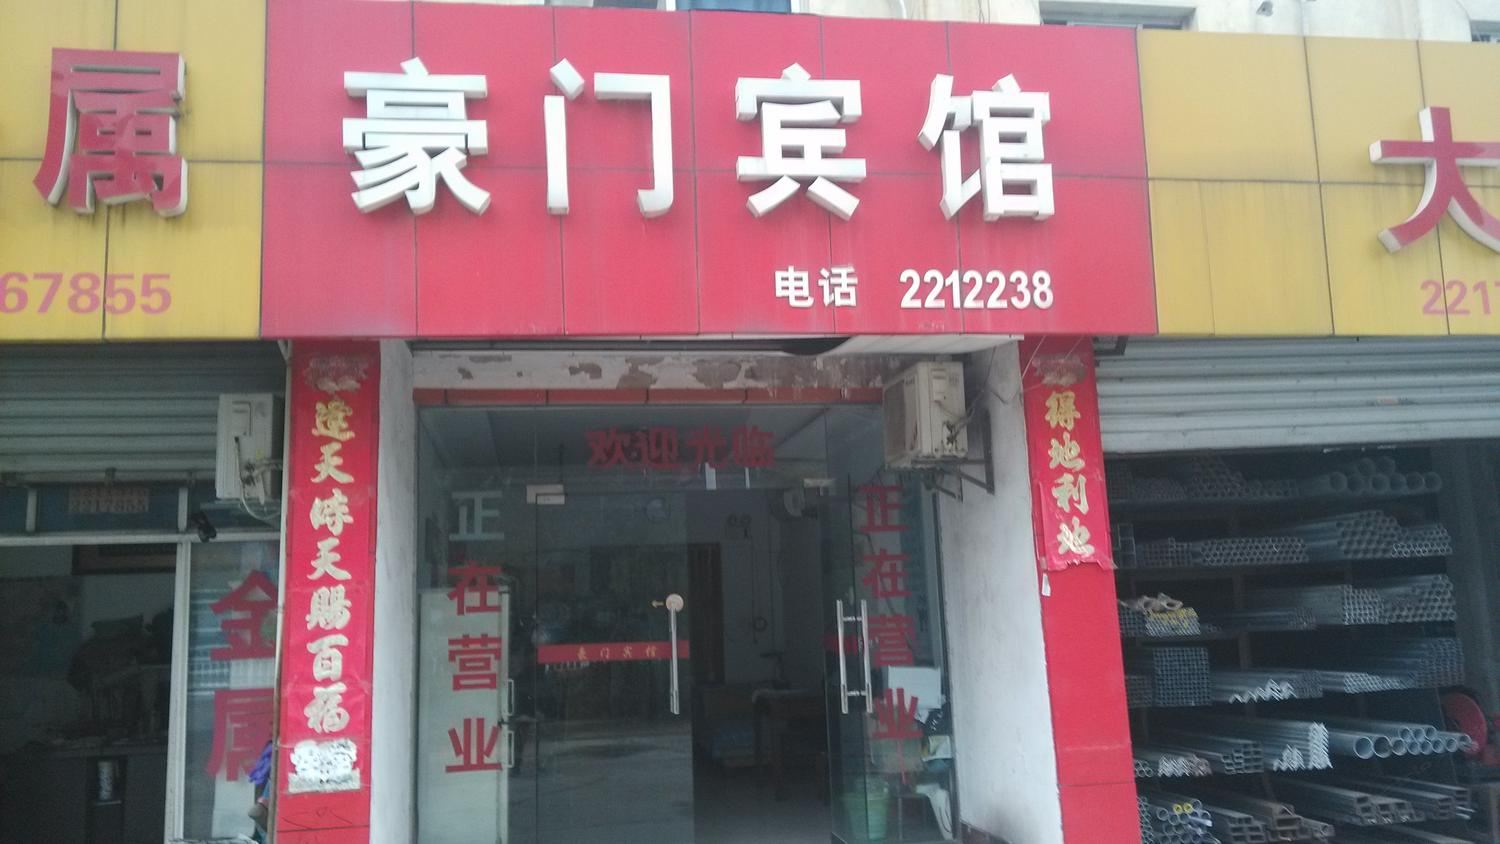 属
67855
豪门宾馆
电话 2212238
大
221
欢迎光临
正在营业
正在营业
豪门宾馆
逢天时天赐百福
得地利地
金属
2217855